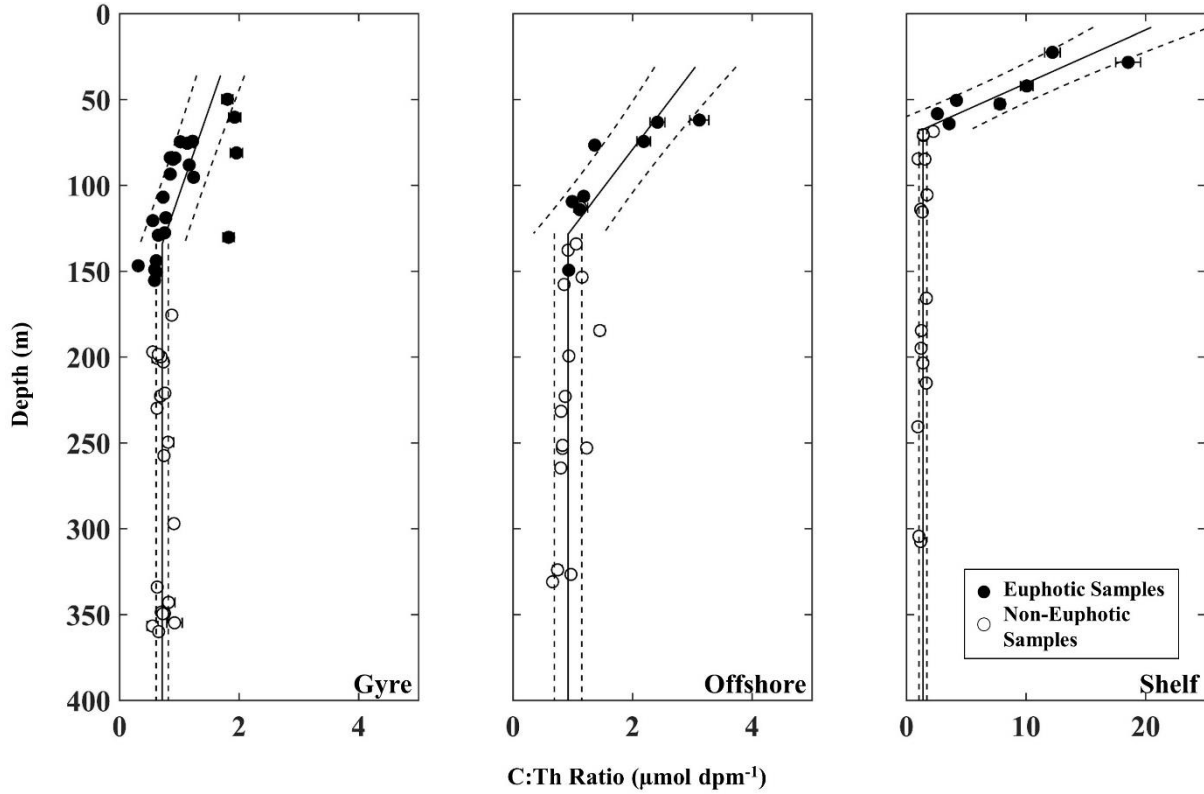 0
50
100
150
200
250
300
350
400
Depth (m)
0 2 4
Gyre
0 2 4
Offshore
0 10 20
Shelf
Euphotic Samples
Non-Euphotic
Samples
C:Th Ratio (µmol dpm⁻¹)